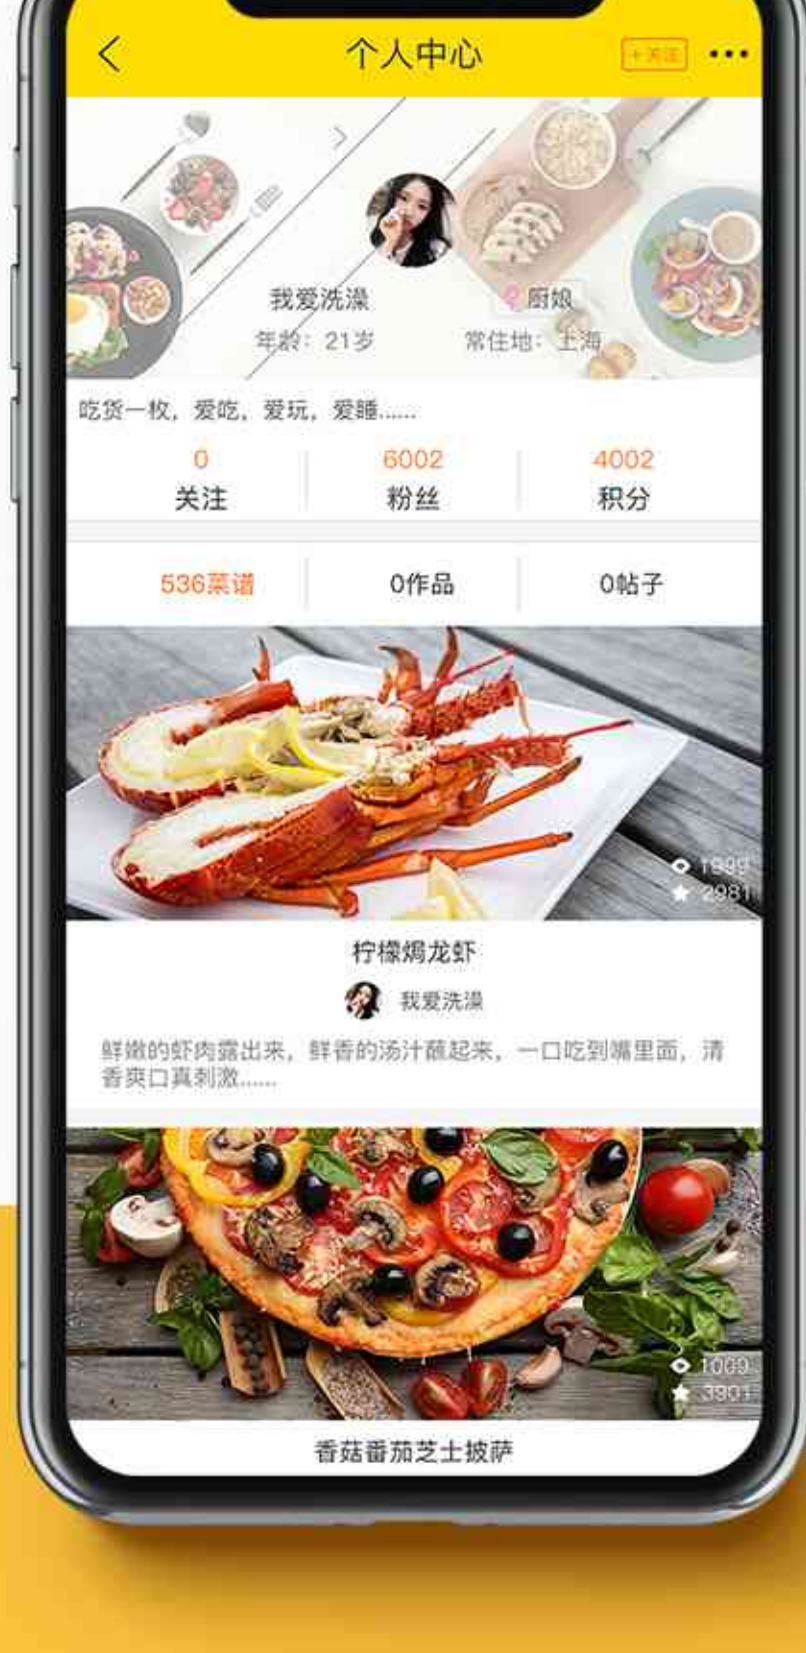 个人中心
+关注
我爱洗澡
厨娘
年龄：21岁
常住地：上海
吃货一枚，爱吃，爱玩，爱睡......
0
6002
4002
关注
粉丝
积分
536菜谱
0作品
0帖子
1999
2981
柠檬焗龙虾
我爱洗澡
鲜嫩的虾肉露出来，鲜香的汤汁蘸起来，一口吃到嘴里面，清
香爽口真刺激......
1009
3901
香菇番茄芝士披萨